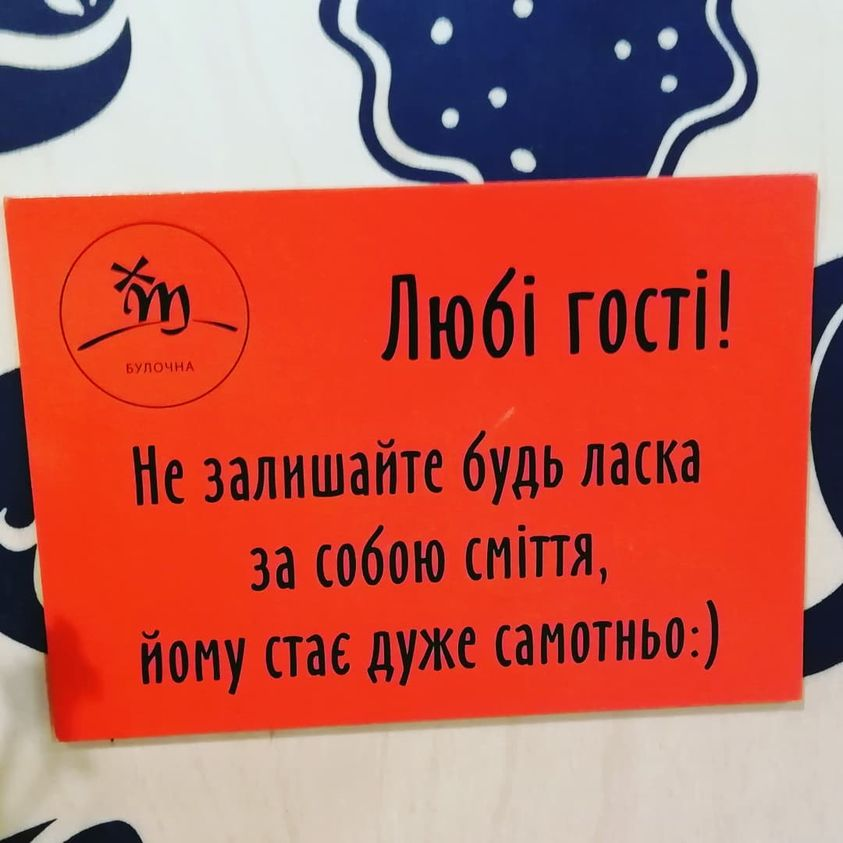 БУЛОЧНА
Любі гості!
Не залишайте будь ласка
за собою сміття,
йому стає дуже самотньо:)